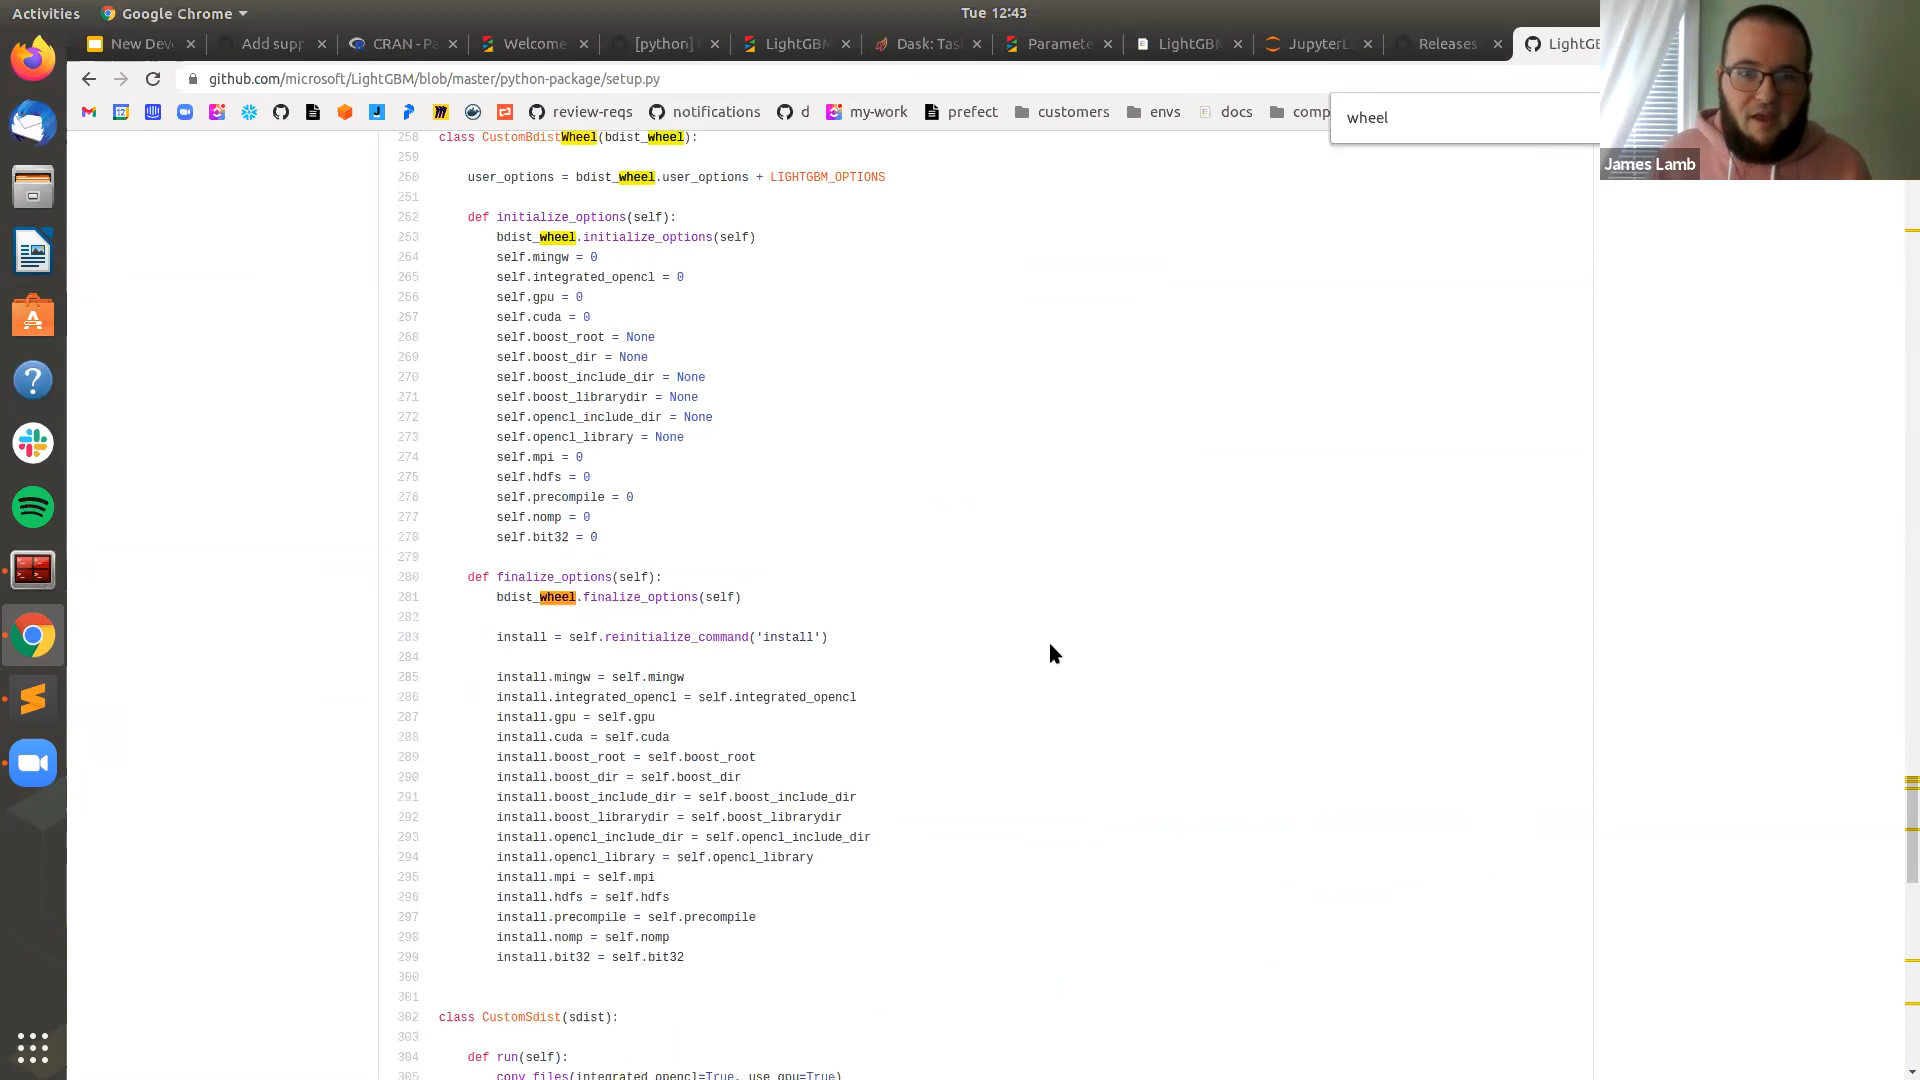 Activities
Google Chrome
Tue 12:43
New Dev
Add supp
CRAN - Pa
Welcome
[python]
LightGBM
Dask: Tas
Paramete
LightGBM
JupyterL
Releases
LightGB
github.com/microsoft/LightGBM/blob/master/python-package/setup.py
review-reqs
notifications
d
my-work
prefect
customers
envs
docs
comp
wheel
James Lamb
258 class CustomBdistWheel(bdist_wheel):
259
260 user_options = bdist_wheel.user_options + LIGHTGBM_OPTIONS
261
262 def initialize_options(self):
263 bdist_wheel.initialize_options(self)
264 self.mingw = 0
265 self.integrated_opencl = 0
266 self.gpu = 0
267 self.cuda = 0
268 self.boost_root = None
269 self.boost_dir = None
270 self.boost_include_dir = None
271 self.boost_librarydir = None
272 self.opencl_include_dir = None
273 self.opencl_library = None
274 self.mpi = 0
275 self.hdfs = 0
276 self.precompile = 0
277 self.nomp = 0
278 self.bit32 = 0
279
280 def finalize_options(self):
281 bdist_wheel.finalize_options(self)
282
283 install = self.reinitialize_command('install')
284
285 install.mingw = self.mingw
286 install.integrated_opencl = self.integrated_opencl
287 install.gpu = self.gpu
288 install.cuda = self.cuda
289 install.boost_root = self.boost_root
290 install.boost_dir = self.boost_dir
291 install.boost_include_dir = self.boost_include_dir
292 install.boost_librarydir = self.boost_librarydir
293 install.opencl_include_dir = self.opencl_include_dir
294 install.opencl_library = self.opencl_library
295 install.mpi = self.mpi
296 install.hdfs = self.hdfs
297 install.precompile = self.precompile
298 install.nomp = self.nomp
299 install.bit32 = self.bit32
300
301
302 class CustomSdist(sdist):
303
304 def run(self):
305 copy_files(integrated_opencl=True, use_gpu=True)